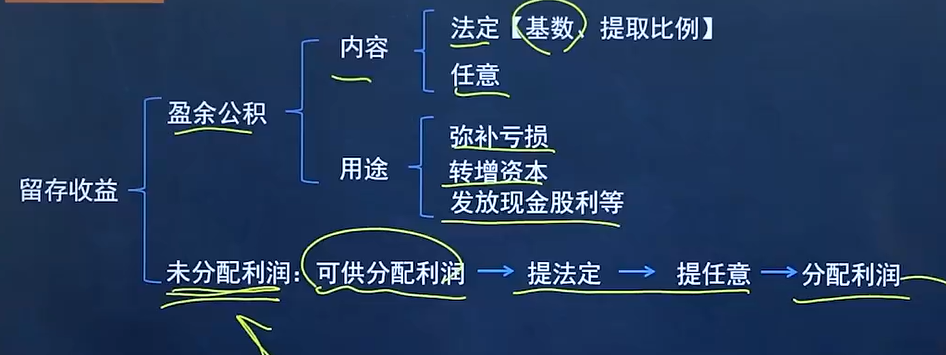 法定【基数、提取比例】
内容
任意
盈余公积
弥补亏损
用途
转增资本
发放现金股利等
留存收益
未分配利润：可供分配利润 → 提法定 → 提任意 → 分配利润